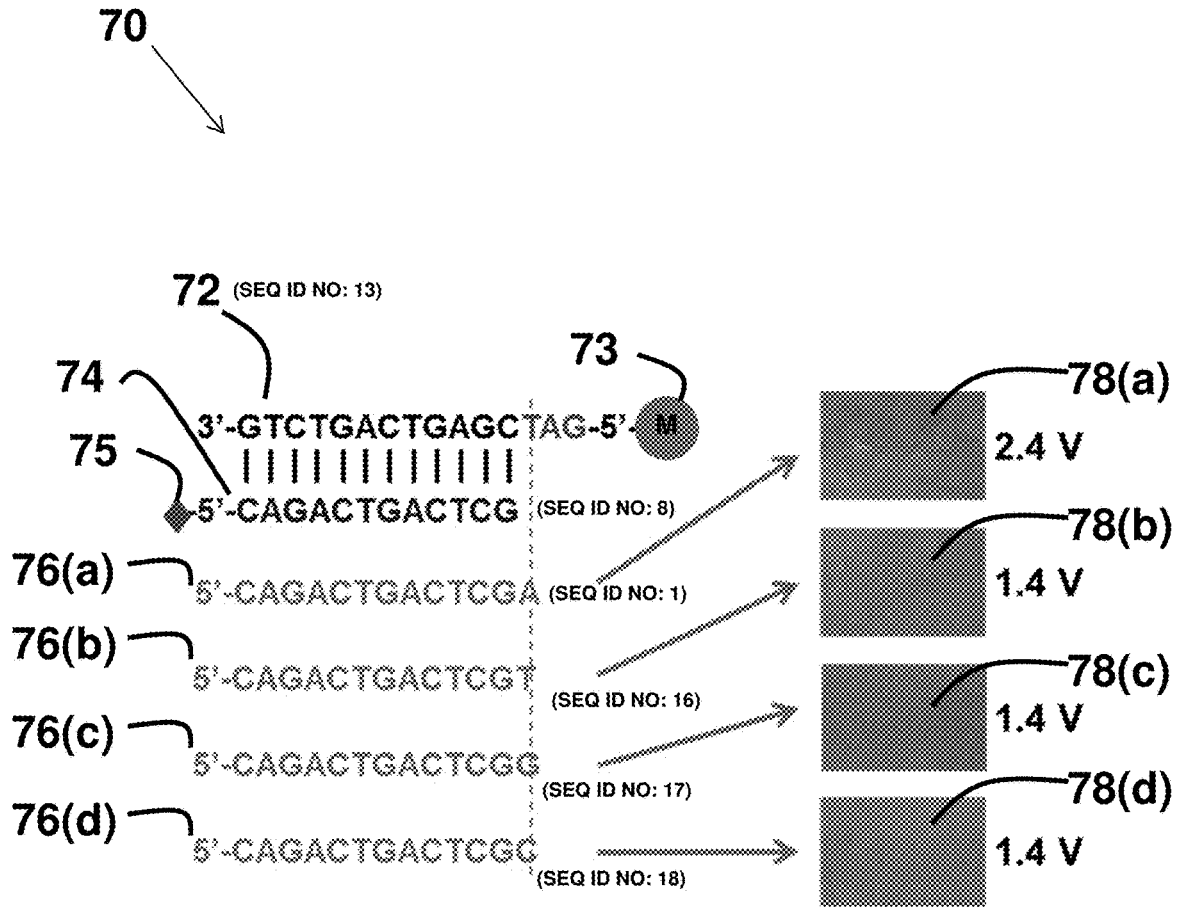 70
72 (SEQ ID NO: 13)
73
74
78(a)
3'-GTCTGACTGAGCTAG-5'- M
2.4 V
75
-5'-CAGACTGACTCG (SEQ ID NO: 8)
78(b)
76(a) 5'-CAGACTGACTCGA (SEQ ID NO: 1)
1.4 V
76(b) 5'-CAGACTGACTCGT (SEQ ID NO: 16)
78(c)
1.4 V
76(c) 5'-CAGACTGACTCGG (SEQ ID NO: 17)
78(d)
76(d) 5'-CAGACTGACTCGC (SEQ ID NO: 18)
1.4 V